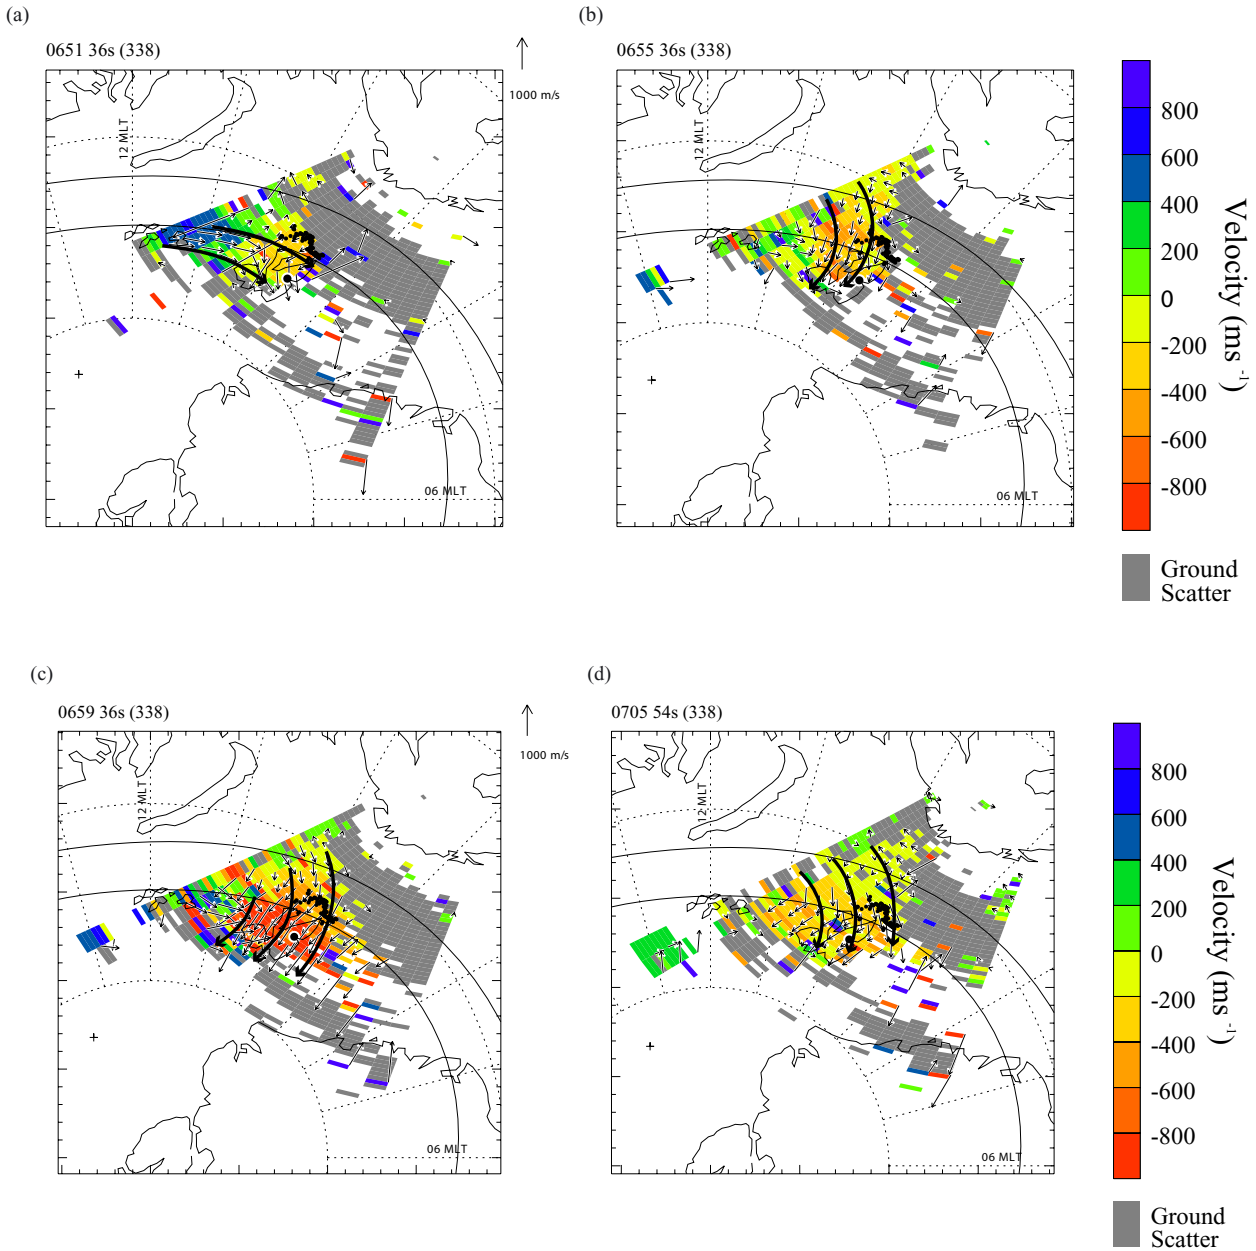 (a)
(b)
0651 36s (338)
0655 36s (338)
1000 m/s
12 MLT
12 MLT
06 MLT
06 MLT
800
600
400
200
0
-200
-400
-600
-800
Velocity (ms -1)
Ground
Scatter
(c)
(d)
0659 36s (338)
0705 54s (338)
1000 m/s
12 MLT
12 MLT
06 MLT
06 MLT
800
600
400
200
0
-200
-400
-600
-800
Velocity (ms -1)
Ground
Scatter